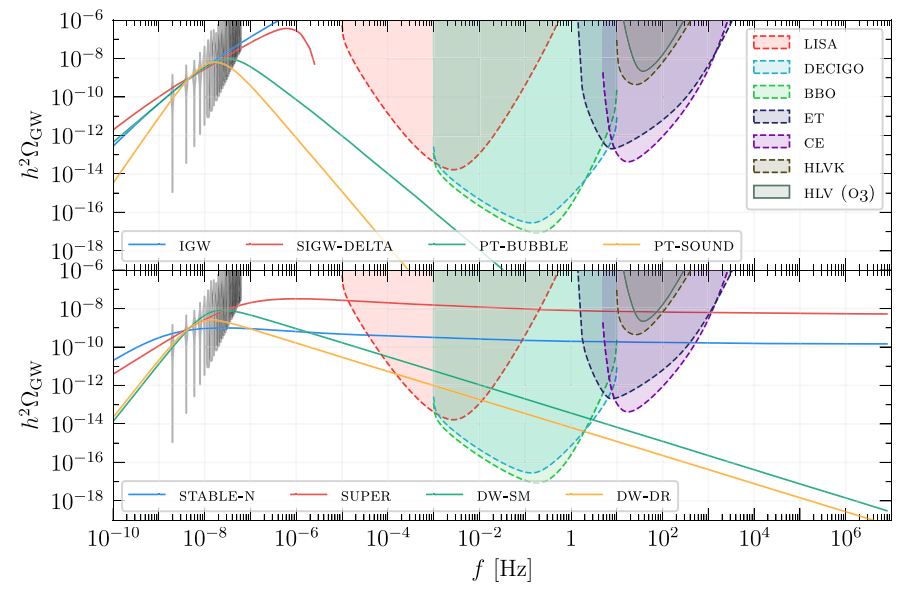 10^{-6}
10^{-8}
10^{-10}
10^{-12}
10^{-14}
10^{-16}
10^{-18}
h²Ω_GW
LISA
DECIGO
BBO
ET
CE
HLVK
HLV (O3)
IGW SIGW-DELTA PT-BUBBLE PT-SOUND
10^{-6}
10^{-8}
10^{-10}
10^{-12}
10^{-14}
10^{-16}
10^{-18}
h²Ω_GW
STABLE-N SUPER DW-SM DW-DR
10^{-10} 10^{-8} 10^{-6} 10^{-4} 10^{-2} 1 10^{2} 10^{4} 10^{6}
f [Hz]